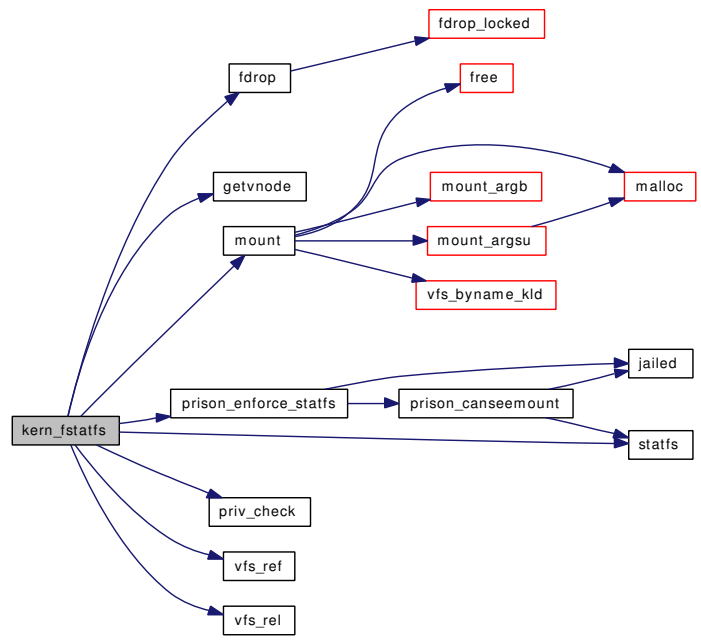 fdrop_locked
fdrop
free
getvnode
mount_argb
malloc
mount
mount_argsu
vfs_byname_kld
jailed
prison_enforce_statfs
prison_canseemount
kern_fstatfs
statfs
priv_check
vfs_ref
vfs_rel